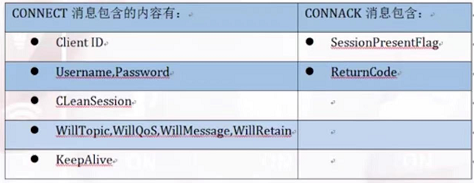 CONNECT 消息包含的内容有： CONNACK 消息包含：
● Client ID ● SessionPresentFlag
● Username,Password ● ReturnCode
● CLeanSession
● WillTopic,WillQoS,WillMessage,WillRetain
● KeepAlive